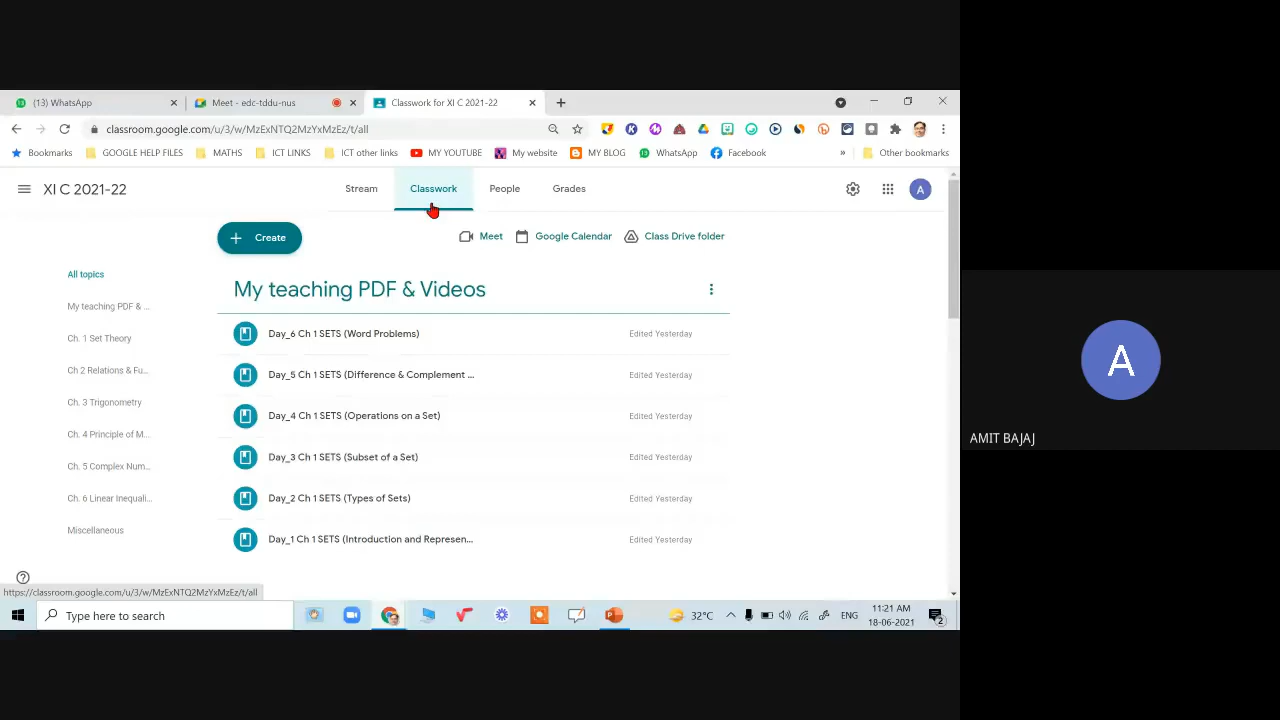 (13) WhatsApp
Meet - edc-tddu-nus
Classwork for XI C 2021-22
classroom.google.com/u/3/w/MzExNTQ2MzYxMzEz/t/all
Bookmarks GOOGLE HELP FILES MATHS ICT LINKS ICT other links MY YOUTUBE My website MY BLOG WhatsApp Facebook » Other bookmarks
XI C 2021-22
Stream Classwork People Grades
A
Create
Meet Google Calendar Class Drive folder
All topics
My teaching PDF & ...
Ch. 1 Set Theory
Ch 2 Relations & Fu...
Ch. 3 Trigonometry
Ch. 4 Principle of M...
Ch. 5 Complex Num...
Ch. 6 Linear Inequali...
Miscellaneous
My teaching PDF & Videos
Day_6 Ch 1 SETS (Word Problems) Edited Yesterday
Day_5 Ch 1 SETS (Difference & Complement ... Edited Yesterday
Day_4 Ch 1 SETS (Operations on a Set) Edited Yesterday
Day_3 Ch 1 SETS (Subset of a Set) Edited Yesterday
Day_2 Ch 1 SETS (Types of Sets) Edited Yesterday
Day_1 Ch 1 SETS (Introduction and Represen... Edited Yesterday
https://classroom.google.com/u/3/w/MzExNTQ2MzYxMzEz/t/all
Type here to search
32°C
ENG
11:21 AM
18-06-2021
2
A
AMIT BAJAJ